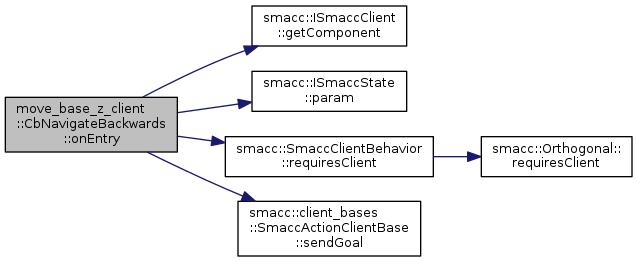 smacc::ISmaccClient
::getComponent
smacc::ISmaccState
::param
move_base_z_client
::CbNavigateBackwards
::onEntry
smacc::SmaccClientBehavior
::requiresClient
smacc::Orthogonal::
requiresClient
smacc::client_bases
::SmaccActionClientBase
::sendGoal